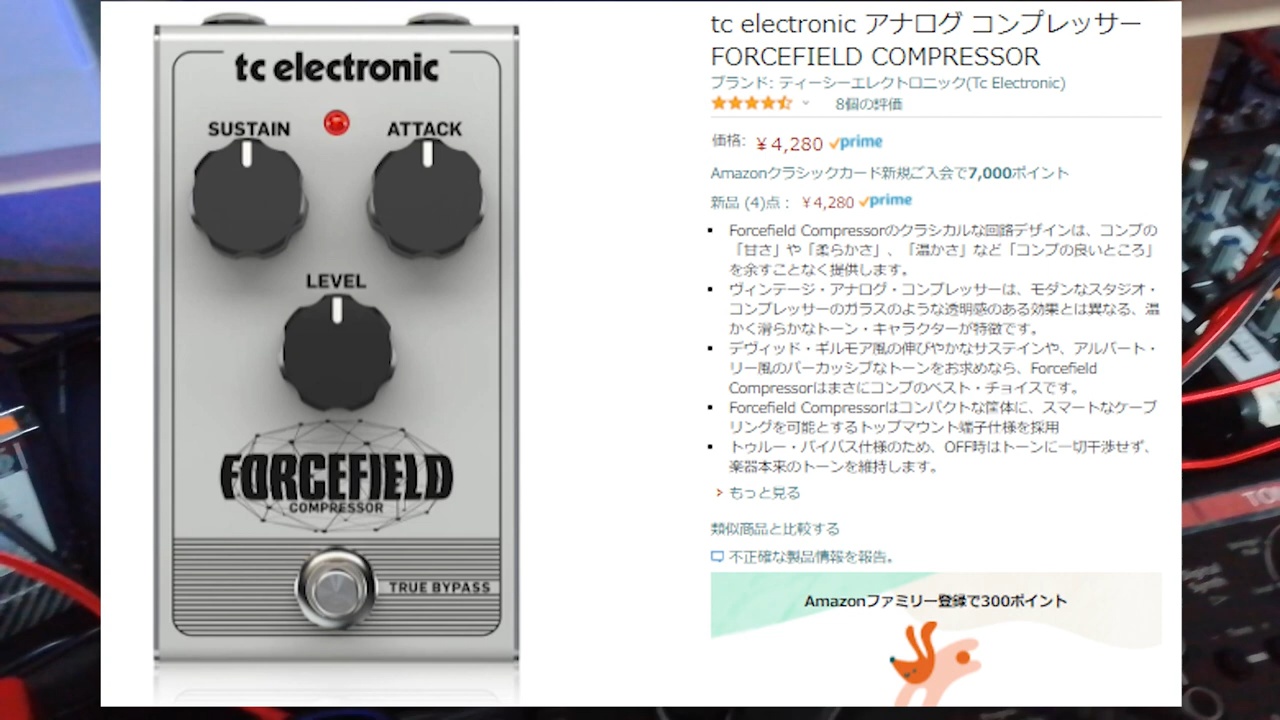 tc electronic
SUSTAIN
ATTACK
LEVEL
FORCEFIELD
COMPRESSOR
TRUE BYPASS
tc electronic アナログ コンプレッサー
FORCEFIELD COMPRESSOR
ブランド: ティーシーエレクトロニック(Tc Electronic)
8個の評価
価格: ￥4,280 prime
Amazonクラシックカード新規ご入会で7,000ポイント
新品 (4)点： ￥4,280 prime
Forcefield Compressorのクラシカルな回路デザインは、コンプの
「甘さ」や「柔らかさ」、「温かさ」など「コンプの良いところ」
を余すことなく提供します。
ヴィンテージ・アナログ・コンプレッサーは、モダンなスタジオ・
コンプレッサーのガラスのような透明感のある効果とは異なる、温
かく滑らかなトーン・キャラクターが特徴です。
デヴィッド・ギルモア風の伸びやかなサステインや、アルバート・
リー風のパーカッシブなトーンをお求めなら、Forcefield
Compressorはまさにコンプのベスト・チョイスです。
Forcefield Compressorはコンパクトな筐体に、スマートなケーブ
リングを可能とするトップマウント端子仕様を採用
トゥルー・バイパス仕様のため、OFF時はトーンに一切干渉せず、
楽器本来のトーンを維持します。
もっと見る
類似商品と比較する
不正確な製品情報を報告。
Amazonファミリー登録で300ポイント